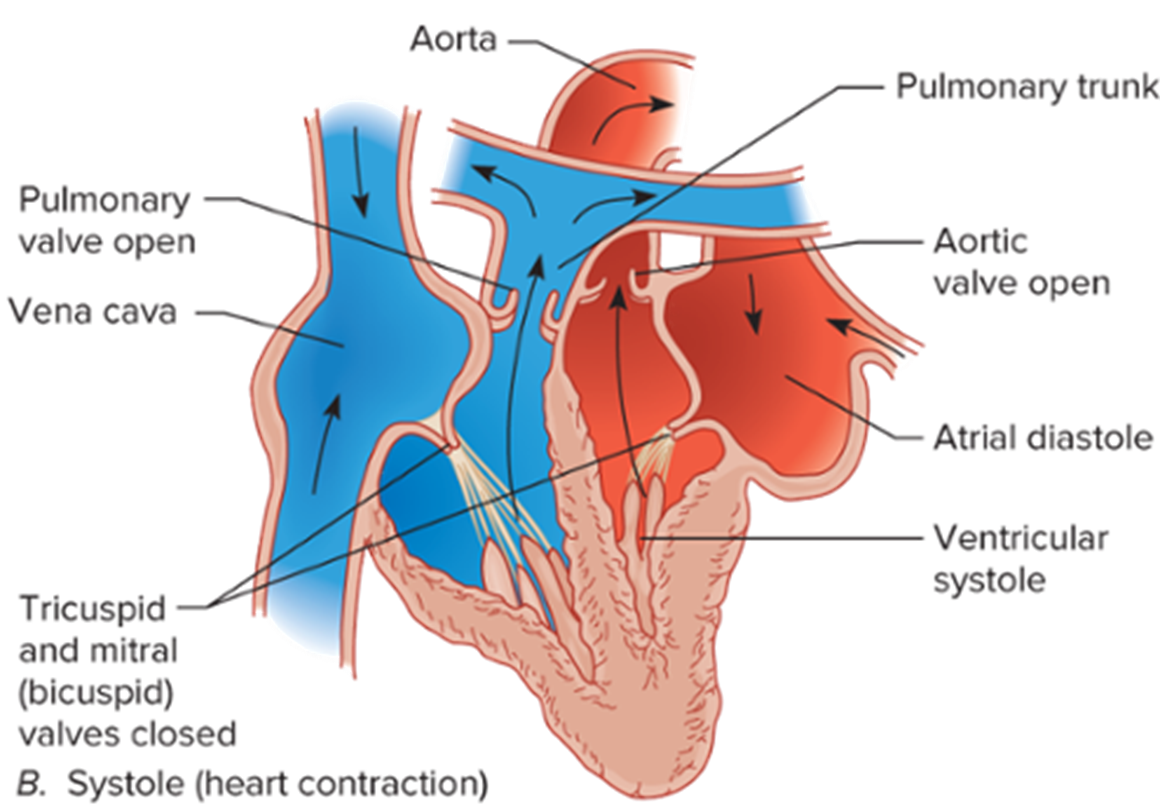 Aorta
Pulmonary trunk
Pulmonary
valve open
Aortic
valve open
Vena cava
Atrial diastole
Ventricular
systole
Tricuspid
and mitral
(bicuspid)
valves closed
B. Systole (heart contraction)